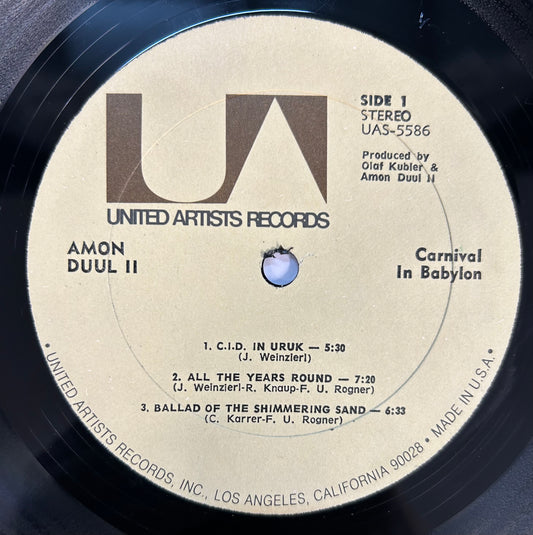 UA
UNITED ARTISTS RECORDS
SIDE 1
STEREO
UAS-5586
Produced by
Olaf Kubler &
Amon Duul II
AMON
DUUL II
Carnival
In Babylon
1. C.I.D. IN URUK — 5:30
(J. Weinzierl)
2. ALL THE YEARS ROUND — 7:20
(J. Weinzierl-R. Knaup-F. U. Rogner)
3. BALLAD OF THE SHIMMERING SAND — 6:33
(C. Karrer-F. U. Rogner)
• UNITED ARTISTS RECORDS, INC., LOS ANGELES, CALIFORNIA 90028 • MADE IN U.S.A. •